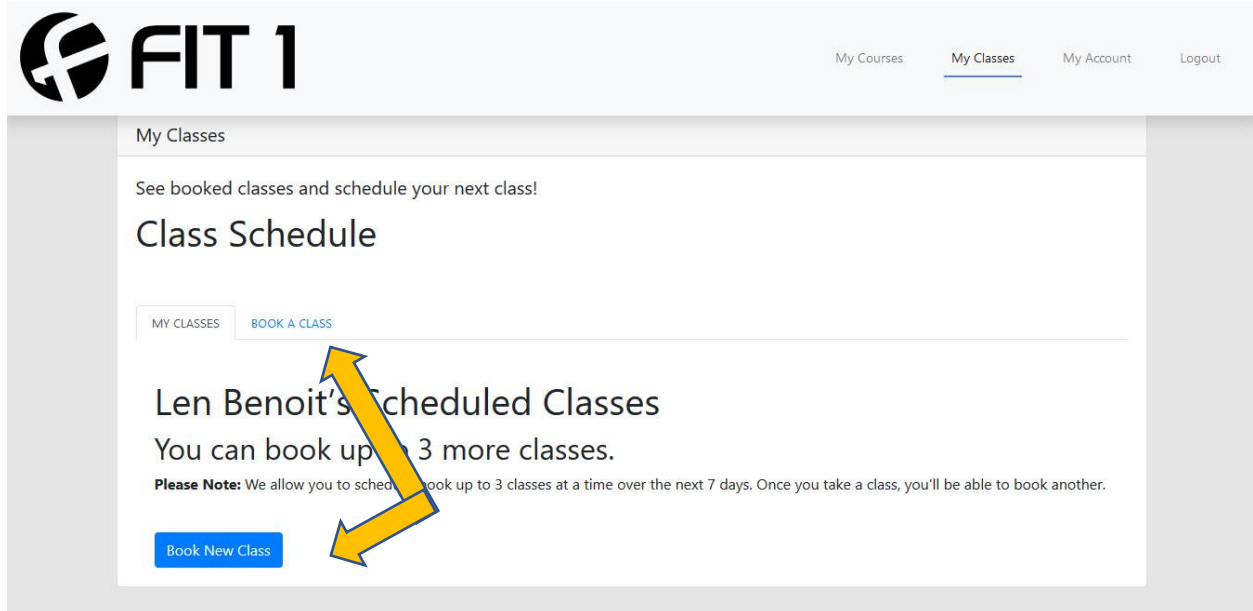 FIT 1
My Courses My Classes My Account Logout
My Classes
See booked classes and schedule your next class!
Class Schedule
MY CLASSES BOOK A CLASS
Len Benoit's Scheduled Classes
You can book up to 3 more classes.
Please Note: We allow you to book up to 3 classes at a time over the next 7 days. Once you take a class, you'll be able to book another.
Book New Class